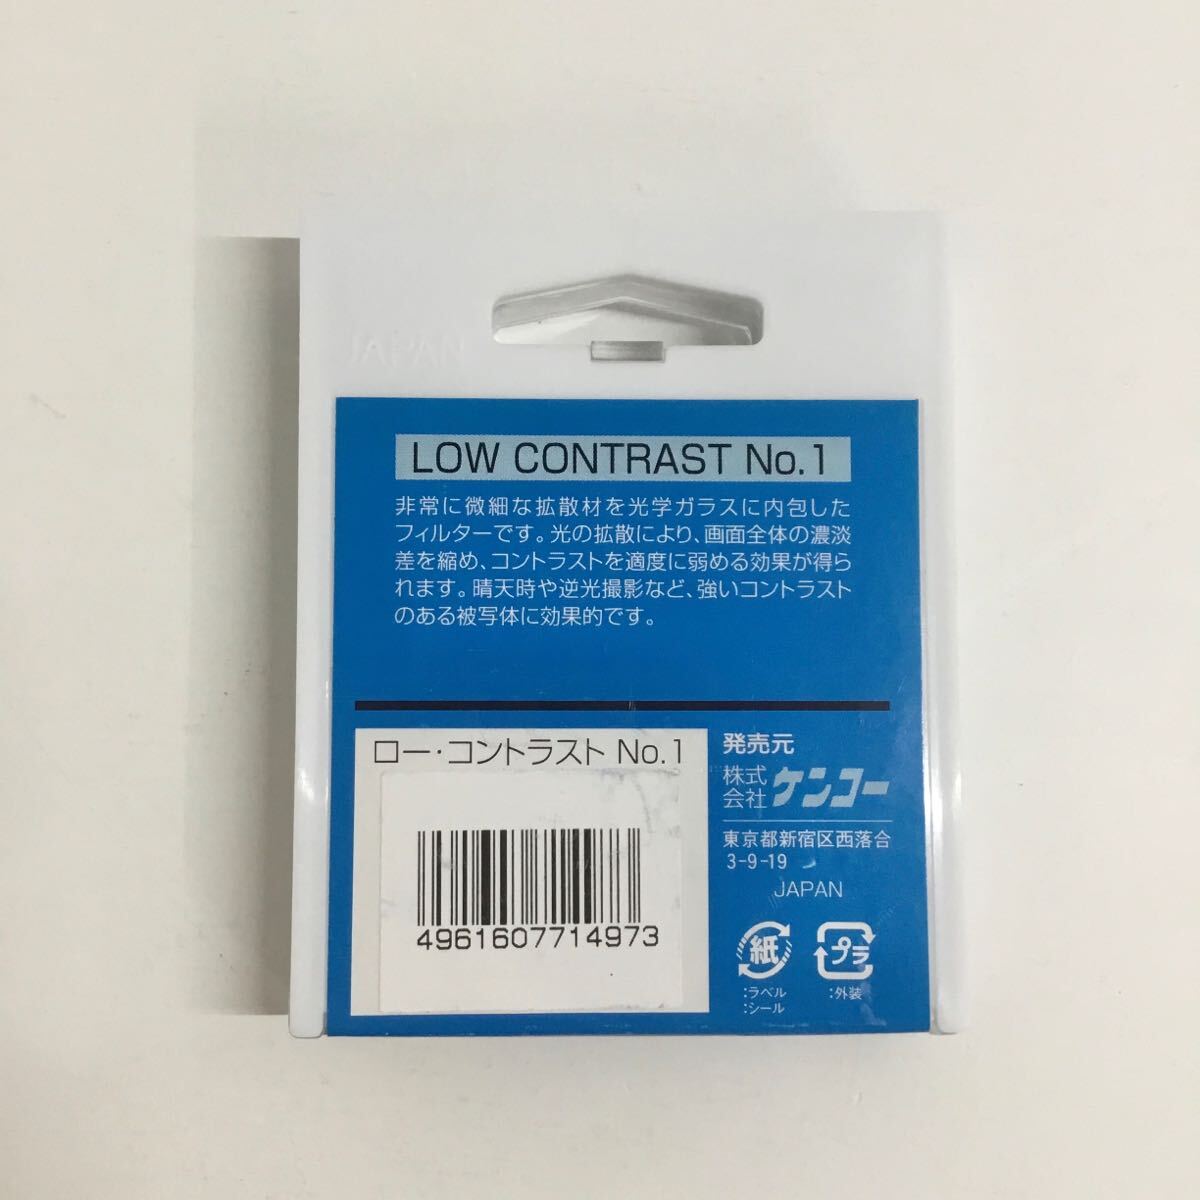 JAPAN
LOW CONTRAST No.1
非常に微細な拡散材を光学ガラスに内包した
フィルターです。光の拡散により、画面全体の濃淡
差を縮め、コントラストを適度に弱める効果が得ら
れます。晴天時や逆光撮影など、強いコントラスト
のある被写体に効果的です。
ロー・コントラスト No.1
4961607714973
発売元
株式会社 ケンコー
東京都新宿区西落合
3-9-19
JAPAN
紙
:ラベル
:シール
プラ
:外装